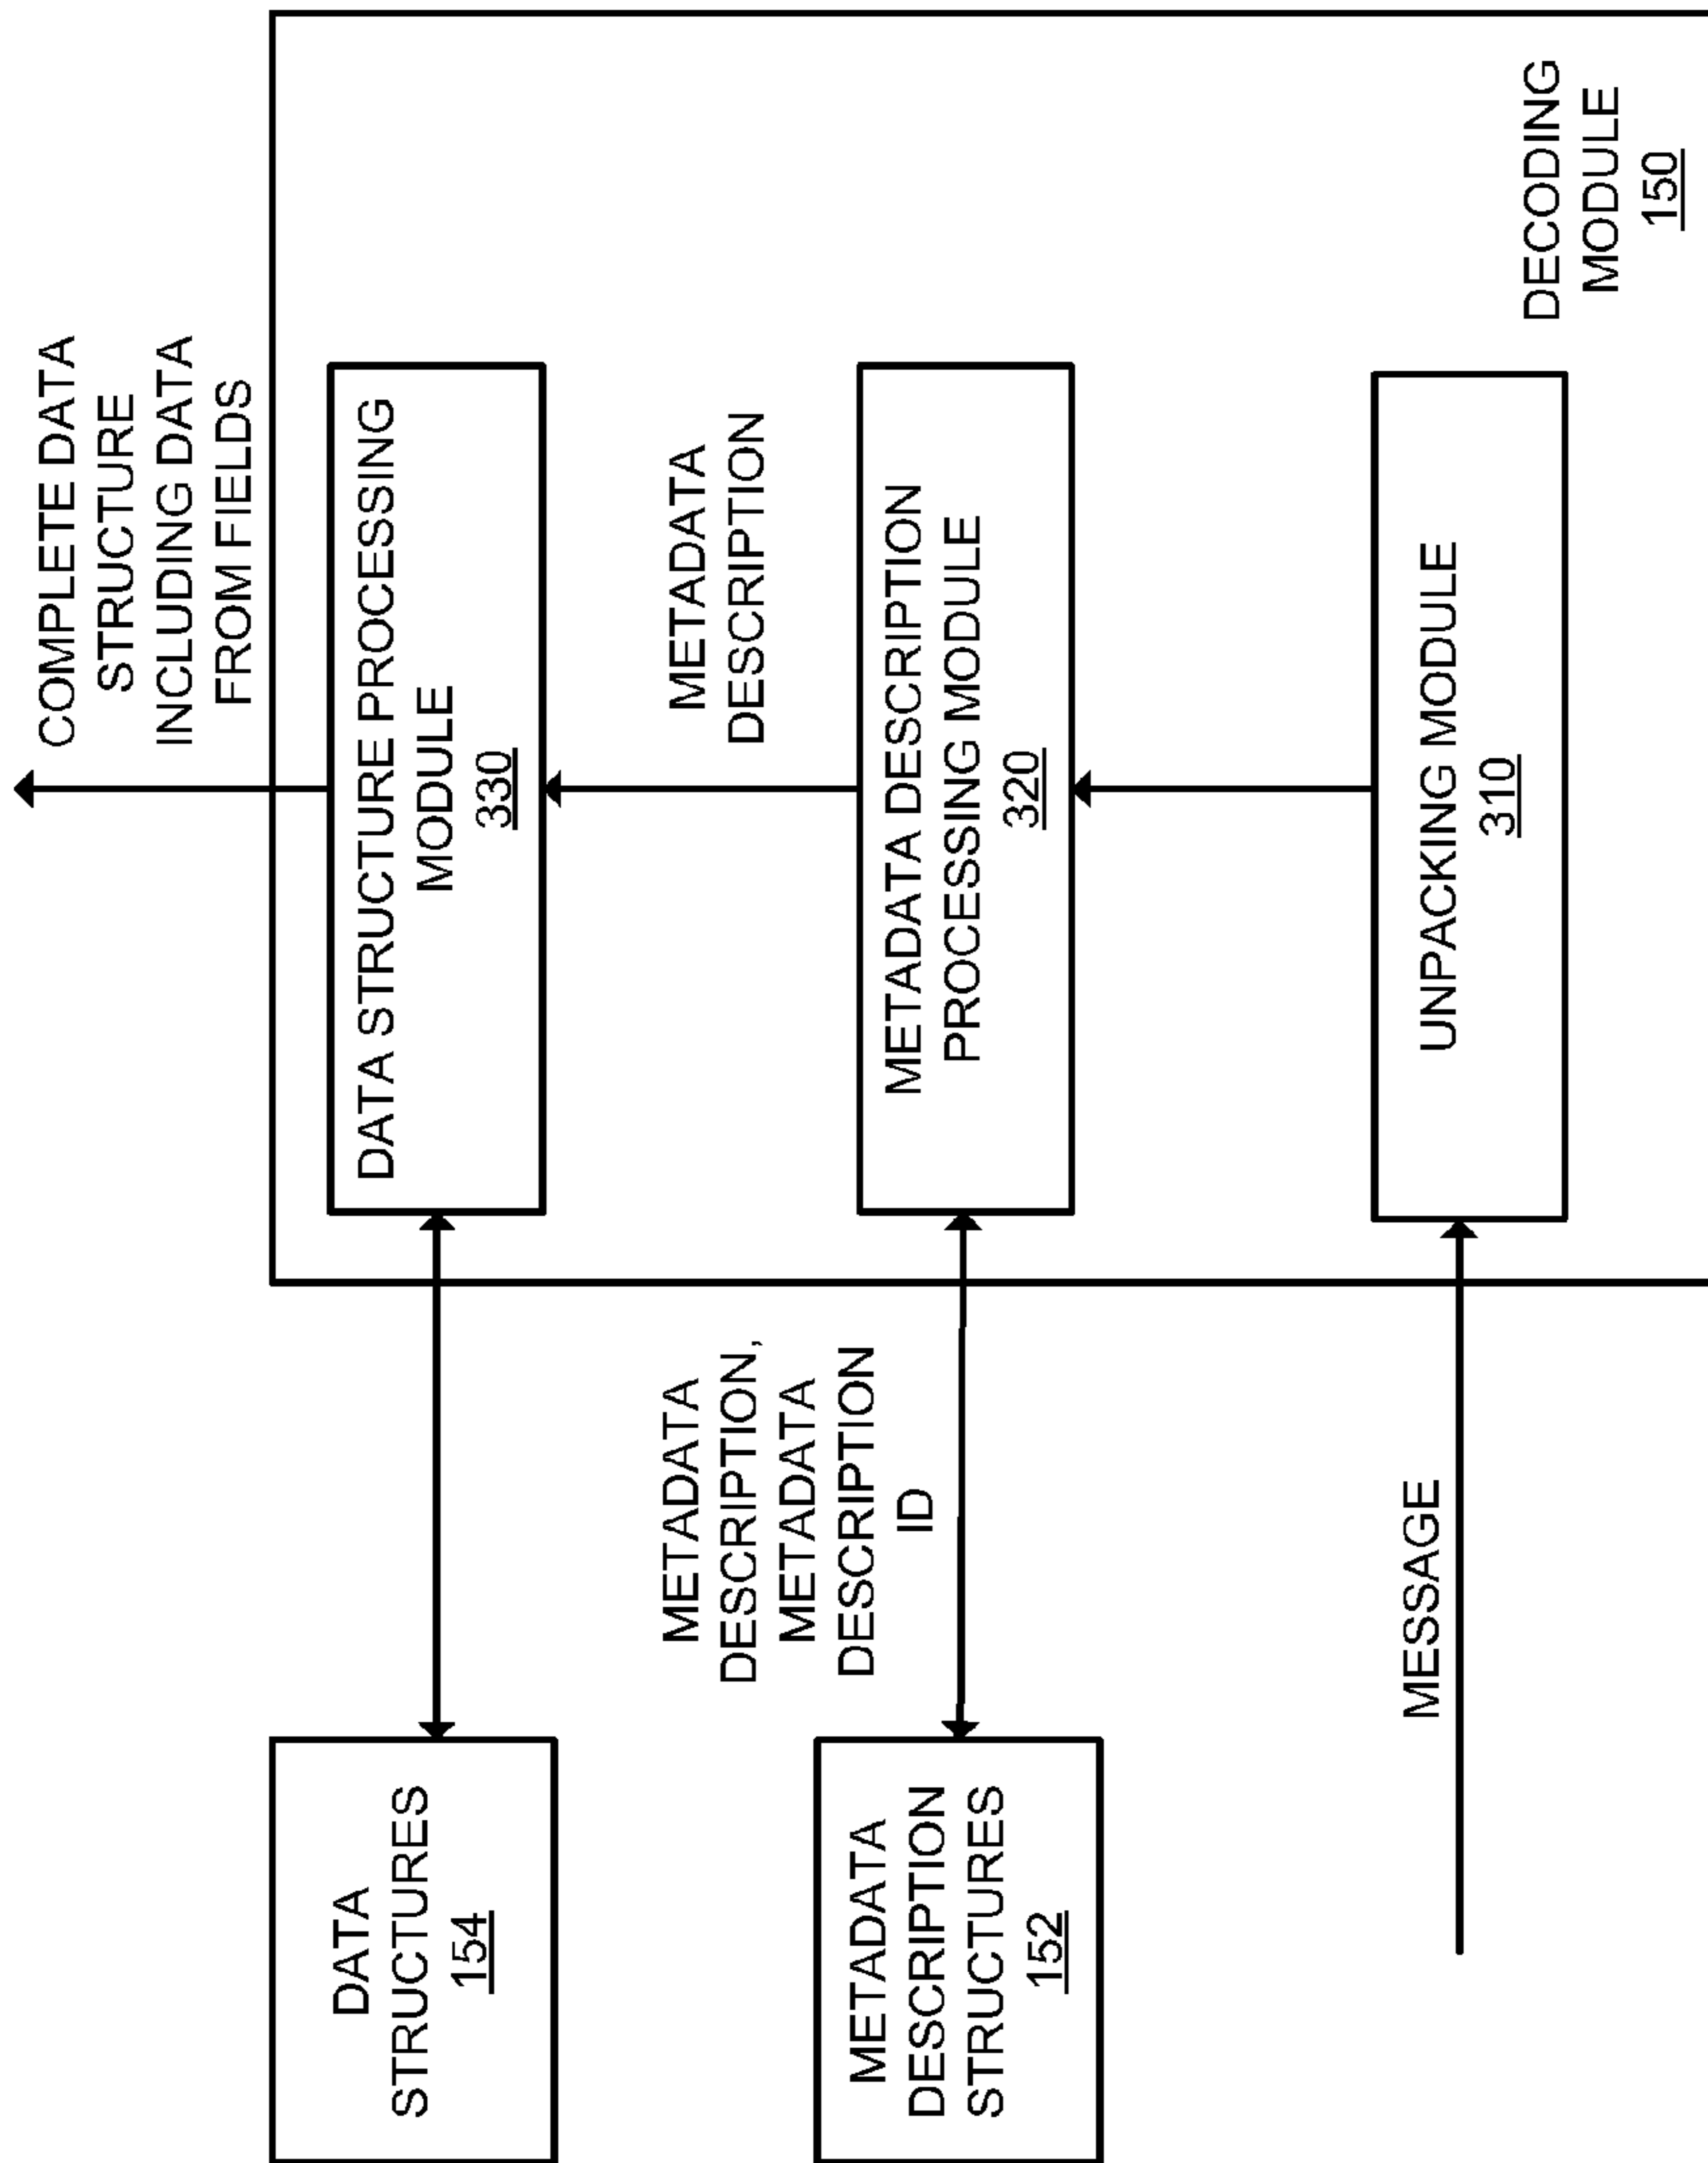 COMPLETE DATA
STRUCTURE
INCLUDING DATA
FROM FIELDS
DATA STRUCTURE PROCESSING
MODULE
330
METADATA
DESCRIPTION
METADATA DESCRIPTION
PROCESSING MODULE
320
UNPACKING MODULE
310
DECODING
MODULE
150
DATA
STRUCTURES
154
METADATA
DESCRIPTION,
METADATA
DESCRIPTION
ID
METADATA
DESCRIPTION
STRUCTURES
152
MESSAGE